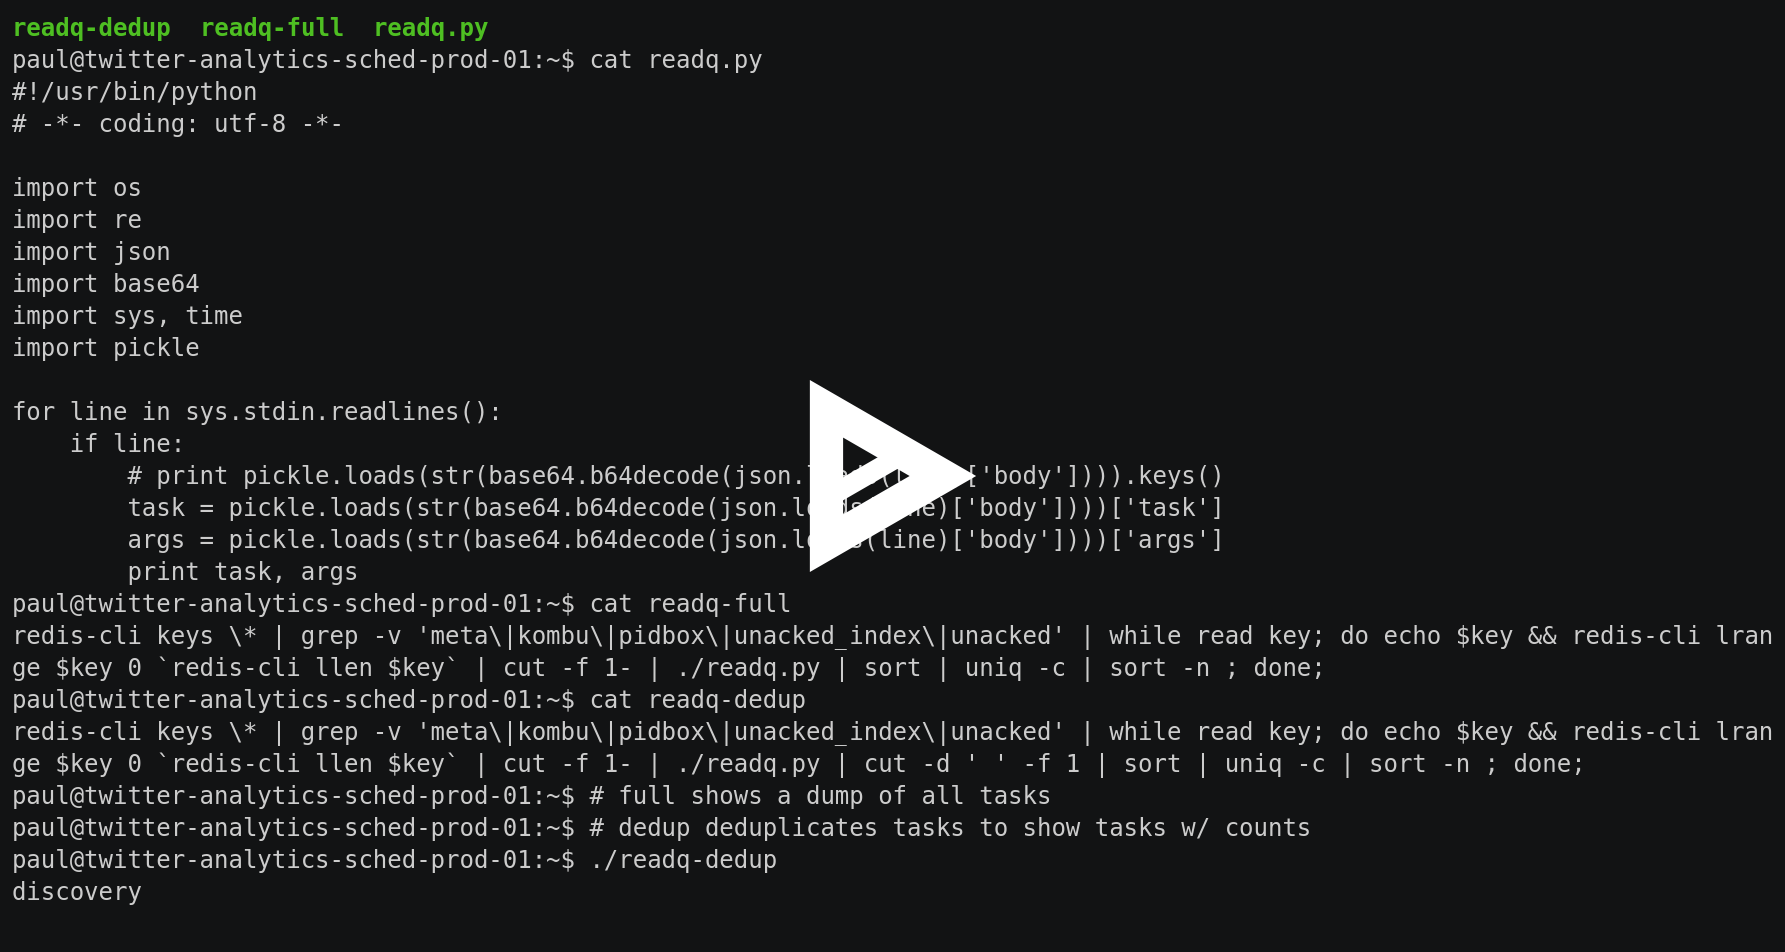 readq-dedup  readq-full  readq.py
paul@twitter-analytics-sched-prod-01:~$ cat readq.py
#!/usr/bin/python
# -*- coding: utf-8 -*-

import os
import re
import json
import base64
import sys, time
import pickle

for line in sys.stdin.readlines():
    if line:
        # print pickle.loads(str(base64.b64decode(json. ['body']))).keys()
        task = pickle.loads(str(base64.b64decode(json.loads(line)['body'])))['task']
        args = pickle.loads(str(base64.b64decode(json.loads(line)['body'])))['args']
        print task, args
paul@twitter-analytics-sched-prod-01:~$ cat readq-full
redis-cli keys \* | grep -v 'meta\|kombu\|pidbox\|unacked_index\|unacked' | while read key; do echo $key && redis-cli lran
ge $key 0 `redis-cli llen $key` | cut -f 1- | ./readq.py | sort | uniq -c | sort -n ; done;
paul@twitter-analytics-sched-prod-01:~$ cat readq-dedup
redis-cli keys \* | grep -v 'meta\|kombu\|pidbox\|unacked_index\|unacked' | while read key; do echo $key && redis-cli lran
ge $key 0 `redis-cli llen $key` | cut -f 1- | ./readq.py | cut -d ' ' -f 1 | sort | uniq -c | sort -n ; done;
paul@twitter-analytics-sched-prod-01:~$ # full shows a dump of all tasks
paul@twitter-analytics-sched-prod-01:~$ # dedup deduplicates tasks to show tasks w/ counts
paul@twitter-analytics-sched-prod-01:~$ ./readq-dedup
discovery